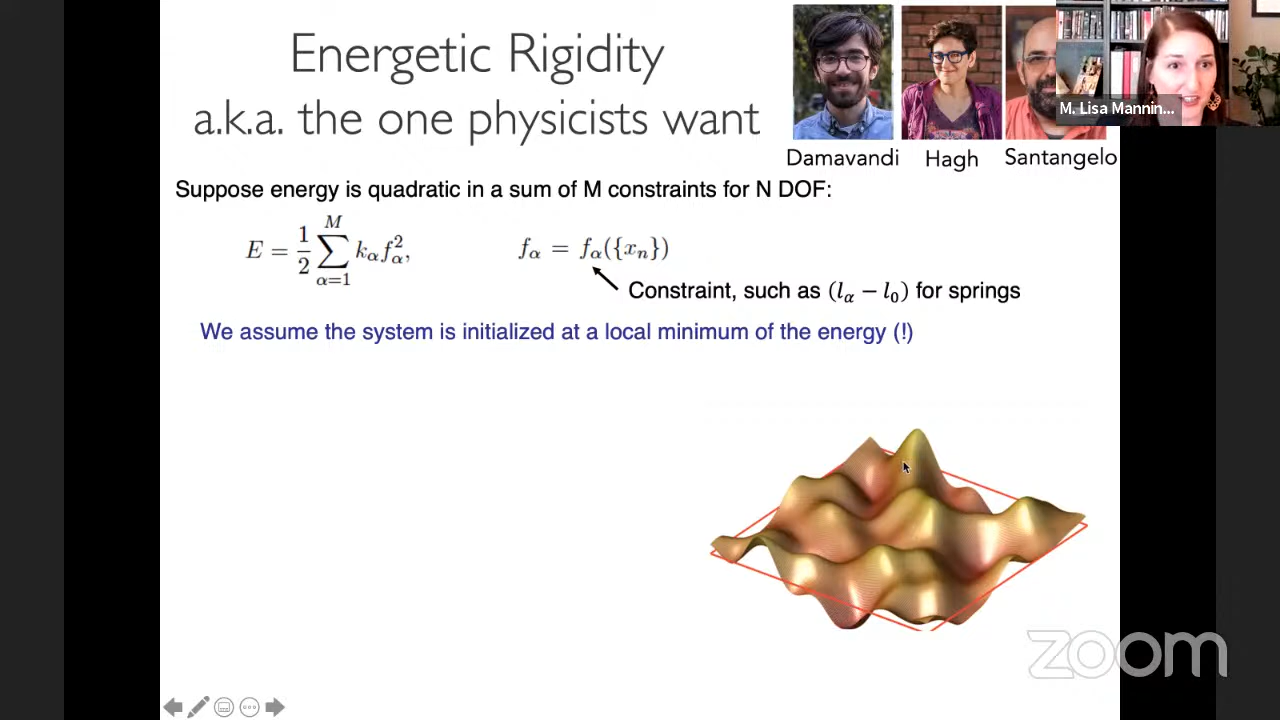 Energetic Rigidity
a.k.a. the one physicists want
M. Lisa Mannin...
Damavandi Hagh Santangelo
Suppose energy is quadratic in a sum of M constraints for N DOF:
E = \frac{1}{2} \sum_{α=1}^{M} k_α f_α^2, f_α = f_α({x_n})
Constraint, such as (l_α − l_0) for springs
We assume the system is initialized at a local minimum of the energy (!)
zoom